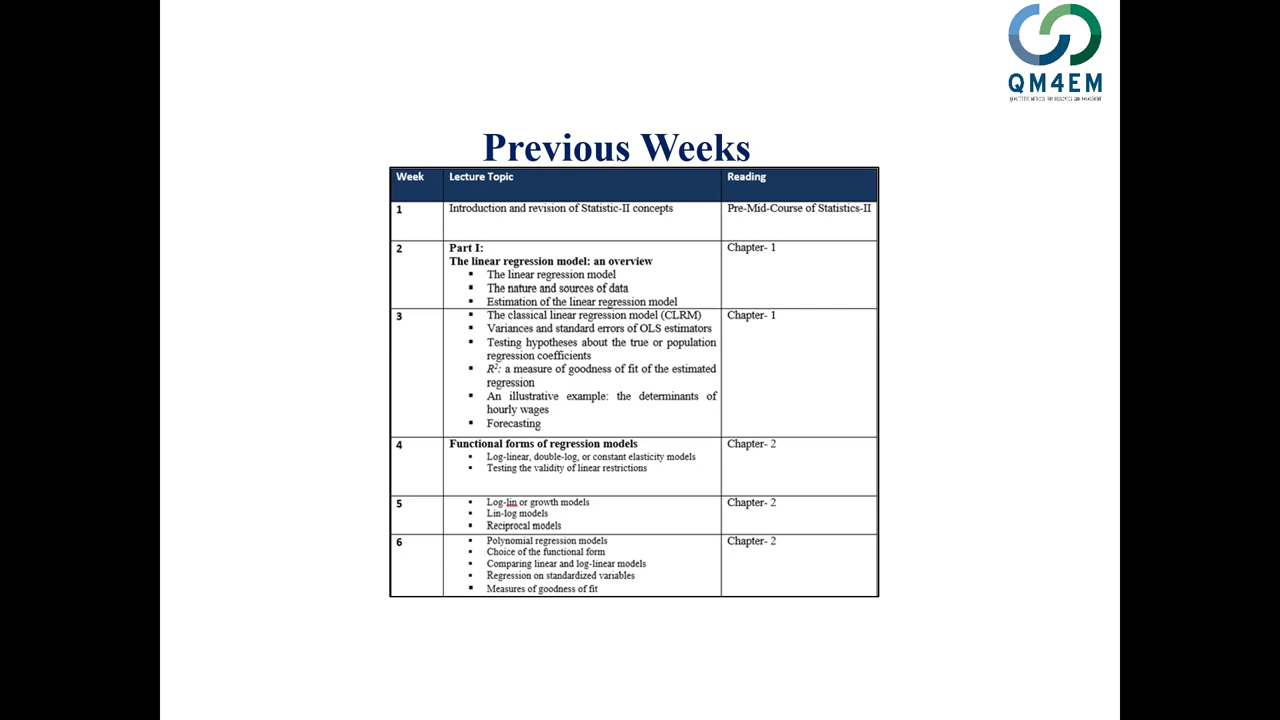 QM4EM
QUANTITATIVE METHODS FOR ECONOMICS AND MANAGEMENT
Previous Weeks
Week Lecture Topic Reading
1 Introduction and revision of Statistic-II concepts Pre-Mid-Course of Statistics-II
2 Part I: Chapter- 1
The linear regression model: an overview
▪ The linear regression model
▪ The nature and sources of data
▪ Estimation of the linear regression model
3 ▪ The classical linear regression model (CLRM) Chapter- 1
▪ Variances and standard errors of OLS estimators
▪ Testing hypotheses about the true or population
regression coefficients
▪ R²: a measure of goodness of fit of the estimated
regression
▪ An illustrative example: the determinants of
hourly wages
▪ Forecasting
4 Functional forms of regression models Chapter- 2
▪ Log-linear, double-log, or constant elasticity models
▪ Testing the validity of linear restrictions
5 ▪ Log-lin or growth models Chapter- 2
▪ Lin-log models
▪ Reciprocal models
6 ▪ Polynomial regression models Chapter- 2
▪ Choice of the functional form
▪ Comparing linear and log-linear models
▪ Regression on standardized variables
▪ Measures of goodness of fit